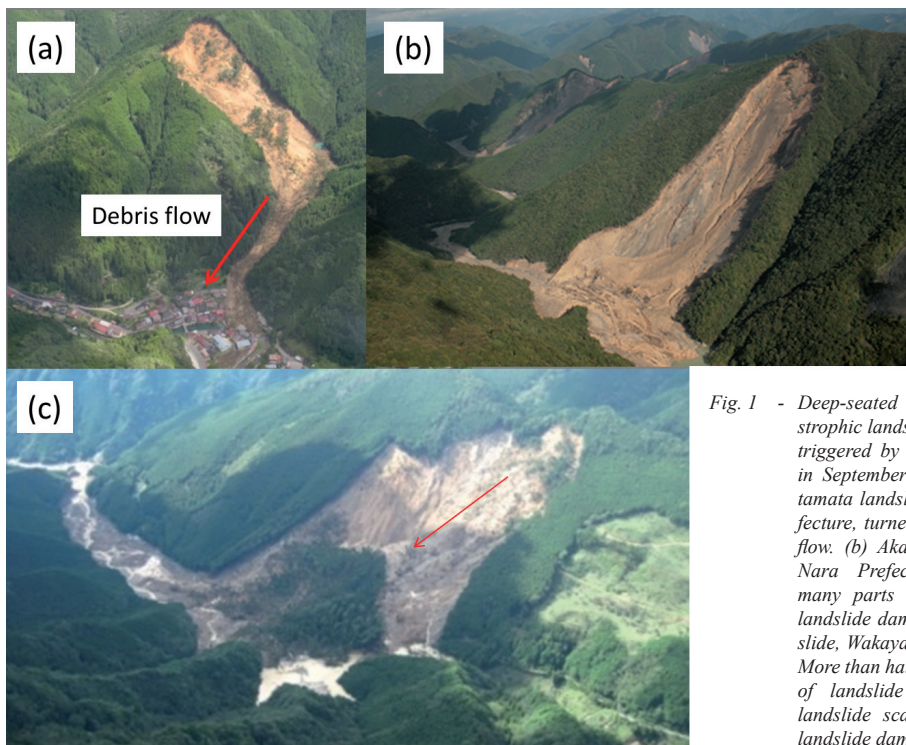 (a)
(b)
Debris flow
(c)
Fig. 1 - Deep-seated
strophic lands
triggered by
in September
tamata landsl
fecture, turne
flow. (b) Aka
Nara Prefec
many parts
landslide dam
slide, Wakaya
More than ha
of landslide
landslide sca
landslide dam